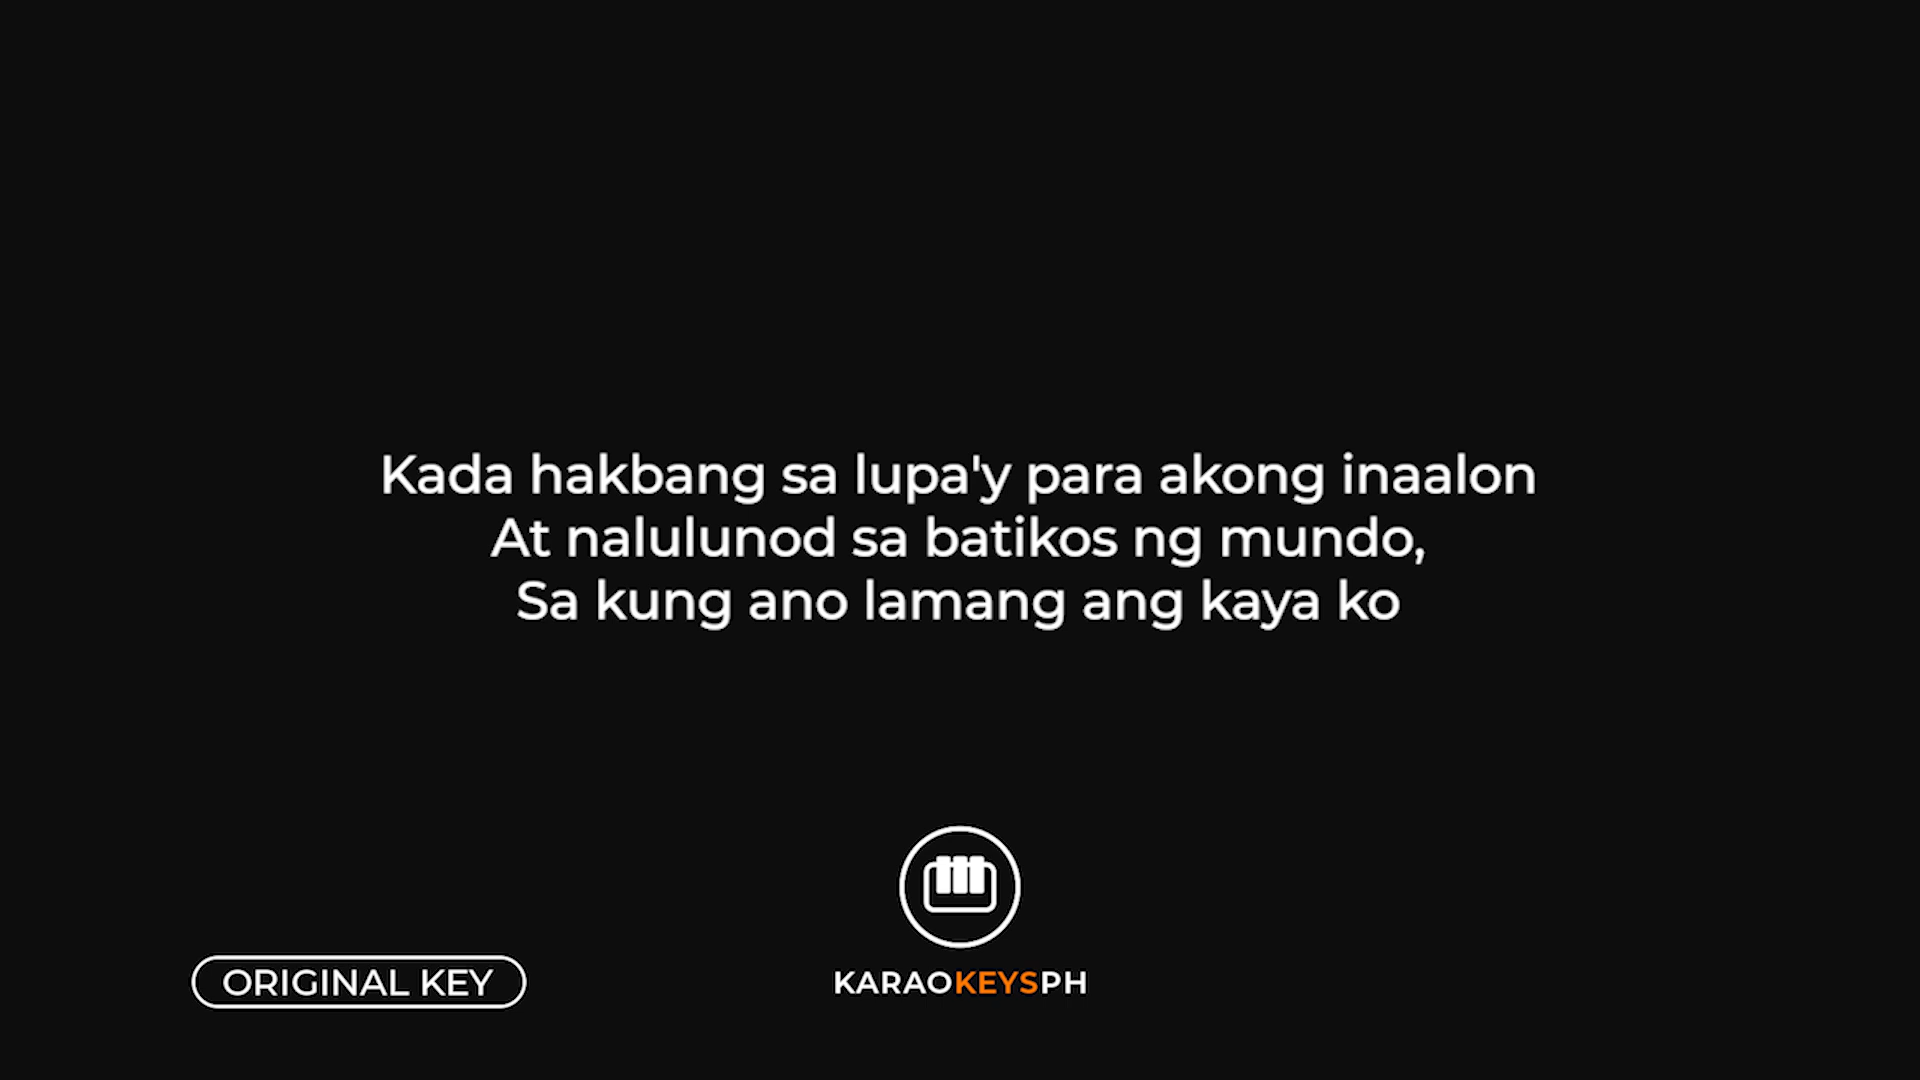 Kada hakbang sa lupa'y para akong inaalon
At nalulunod sa batikos ng mundo,
Sa kung ano lamang ang kaya ko
ORIGINAL KEY
KARAOKEYSPH